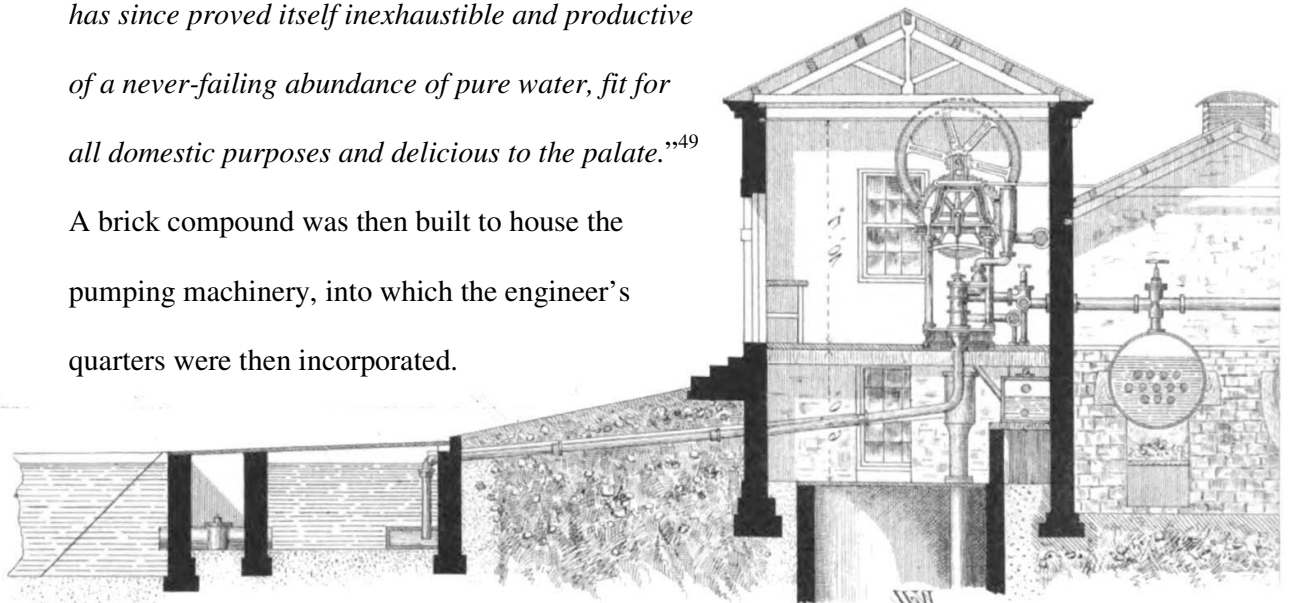 has since proved itself inexhaustible and productive
of a never-failing abundance of pure water, fit for
all domestic purposes and delicious to the palate.”49
A brick compound was then built to house the
pumping machinery, into which the engineer’s
quarters were then incorporated.